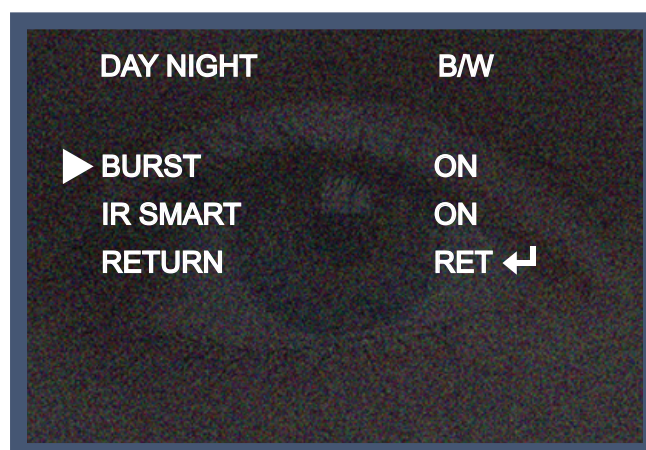 DAY NIGHT B/W
BURST ON
IR SMART ON
RETURN RET ↵